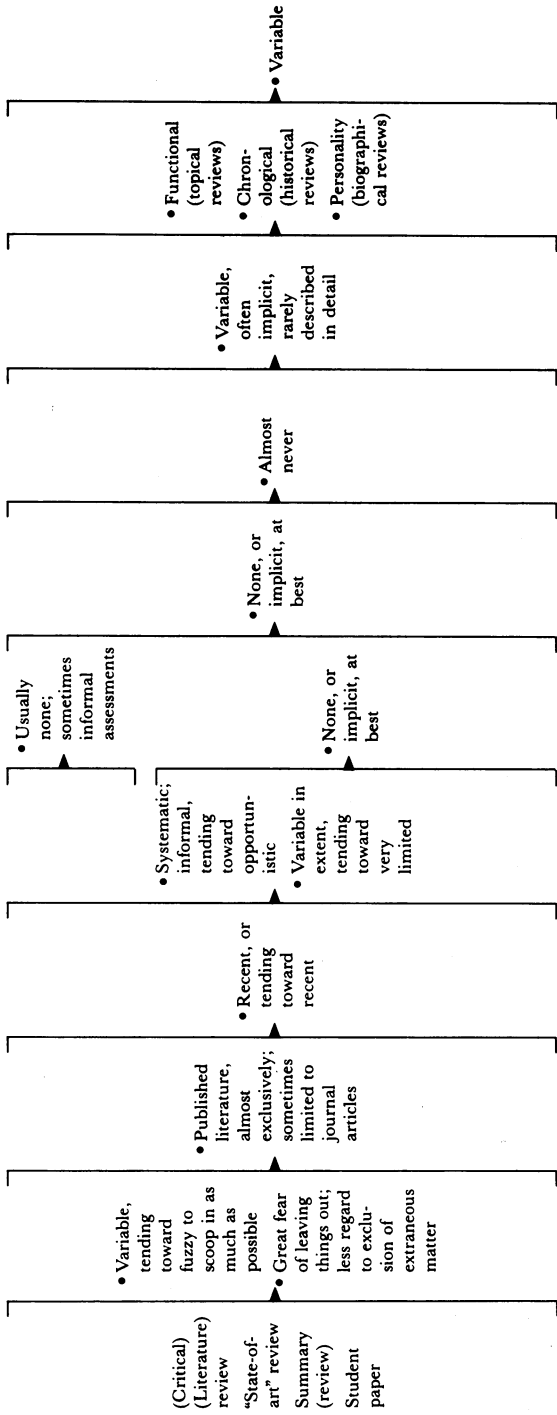 (Critical)
(Literature)
review
"State-of-
art" review
Summary
(review)
Student
paper
• Variable,
tending
toward
fuzzy to
scoop in as
much as
possible
• Great fear
of leaving
things out;
less regard
to exclu-
sion of
extraneous
matter
• Published
literature,
almost
exclusively;
sometimes
limited to
journal
articles
• Recent, or
tending
toward
recent
• Systematic;
informal,
tending
toward
opportun-
istic
• Variable in
extent,
tending
toward
very
limited
• Usually
none;
sometimes
informal
assessments
• None, or
implicit, at
best
• None, or
implicit, at
best
• Almost
never
• Variable,
often
implicit,
rarely
described
in detail
• Functional
(topical
reviews)
• Chron-
ological
(historical
reviews)
• Personality
(biographi-
cal reviews)
• Variable